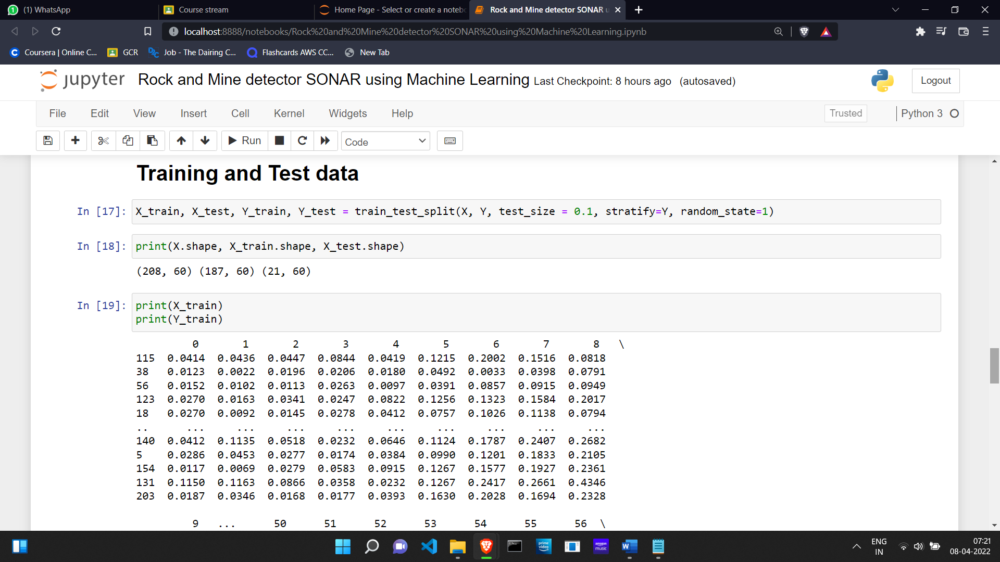 (1) WhatsApp
Course stream
Home Page - Select or create a notebo
Rock and Mine detector SONAR u
localhost:8888/notebooks/Rock%20and%20Mine%20detector%20SONAR%20using%20Machine%20Learning.ipynb
Coursera | Online C...
GCR
Job - The Dairing C...
Flashcards AWS CC...
New Tab
jupyter
Rock and Mine detector SONAR using Machine Learning Last Checkpoint: 8 hours ago (autosaved)
Logout
File Edit View Insert Cell Kernel Widgets Help
Trusted
Python 3
Run
Code
Training and Test data
In [17]: X_train, X_test, Y_train, Y_test = train_test_split(X, Y, test_size = 0.1, stratify=Y, random_state=1)
In [18]: print(X.shape, X_train.shape, X_test.shape)
(208, 60) (187, 60) (21, 60)
In [19]: print(X_train)
print(Y_train)
0 1 2 3 4 5 6 7 8 \
115 0.0414 0.0436 0.0447 0.0844 0.0419 0.1215 0.2002 0.1516 0.0818
38 0.0123 0.0022 0.0196 0.0206 0.0180 0.0492 0.0033 0.0398 0.0791
56 0.0152 0.0102 0.0113 0.0263 0.0097 0.0391 0.0857 0.0915 0.0949
123 0.0270 0.0163 0.0341 0.0247 0.0822 0.1256 0.1323 0.1584 0.2017
18 0.0270 0.0092 0.0145 0.0278 0.0412 0.0757 0.1026 0.1138 0.0794
.. ... ... ... ... ... ... ... ... ...
140 0.0412 0.1135 0.0518 0.0232 0.0646 0.1124 0.1787 0.2407 0.2682
5 0.0286 0.0453 0.0277 0.0174 0.0384 0.0990 0.1201 0.1833 0.2105
154 0.0117 0.0069 0.0279 0.0583 0.0915 0.1267 0.1577 0.1927 0.2361
131 0.1150 0.1163 0.0866 0.0358 0.0232 0.1267 0.2417 0.2661 0.4346
203 0.0187 0.0346 0.0168 0.0177 0.0393 0.1630 0.2028 0.1694 0.2328
9 ... 50 51 52 53 54 55 56 \
prime video
amazon music
ENG
IN
07:21
08-04-2022